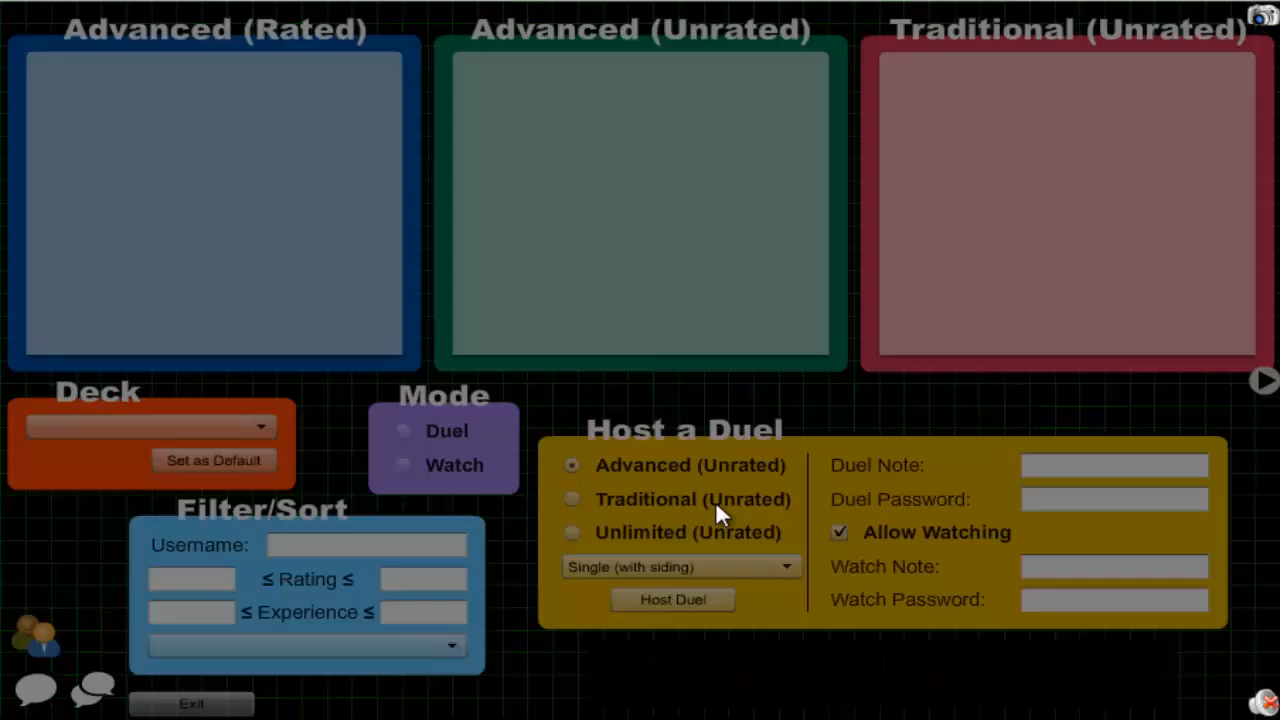 Advanced (Rated)
Advanced (Unrated)
Traditional (Unrated)
Deck
Set as Default
Mode
Duel
Watch
Filter/Sort
Username:
≤ Rating ≤
≤ Experience ≤
Exit
Host a Duel
Advanced (Unrated)
Traditional (Unrated)
Unlimited (Unrated)
Single (with siding)
Host Duel
Duel Note:
Duel Password:
Allow Watching
Watch Note:
Watch Password: